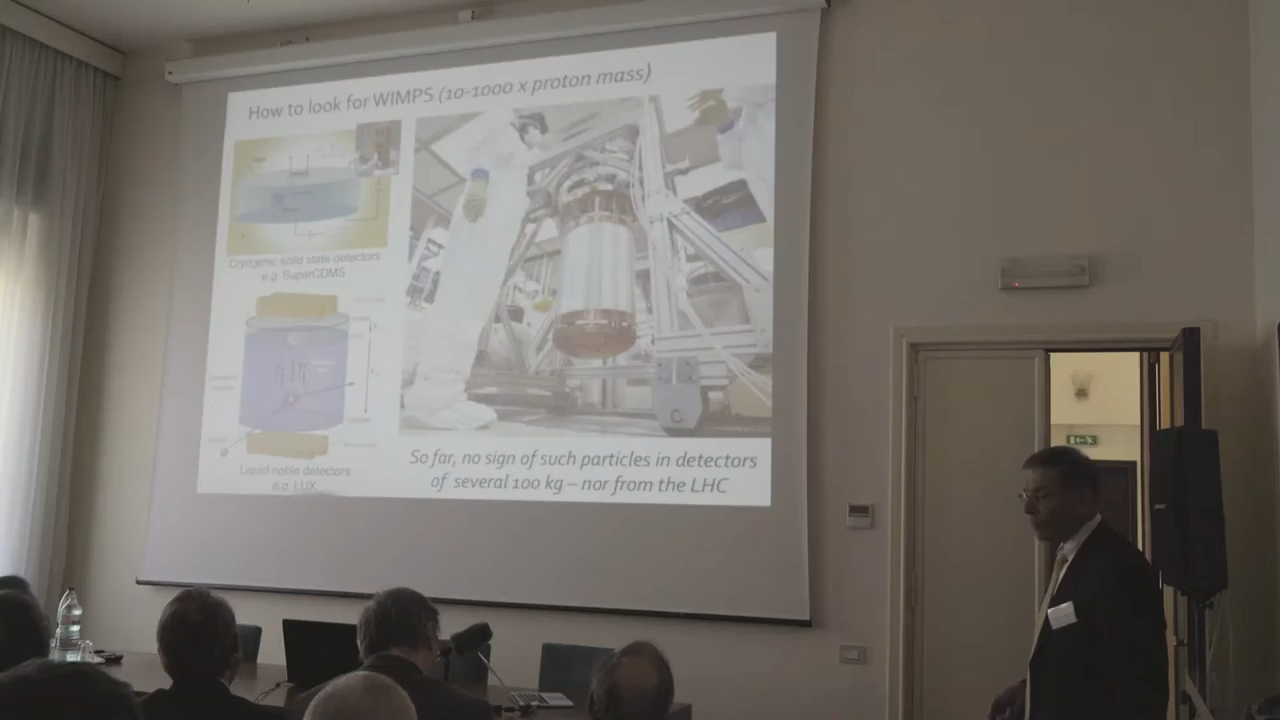 How to look for WIMPS (10-1000 x proton mass)
Cryogenic solid state detectors
e.g. SuperCDMS
Liquid noble detectors
e.g. LUX
So far, no sign of such particles in detectors
of several 100 kg – nor from the LHC